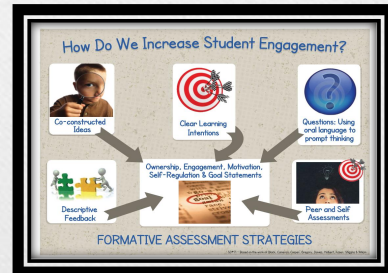 How Do We Increase Student Engagement?
Co-constructed
Ideas
Clear Learning
Intentions
Questions: Using
oral language to
prompt thinking
Ownership, Engagement, Motivation,
Self-Regulation & Goal Statements
Goal
Descriptive
Feedback
Peer and Self
Assessments
FORMATIVE ASSESSMENT STRATEGIES